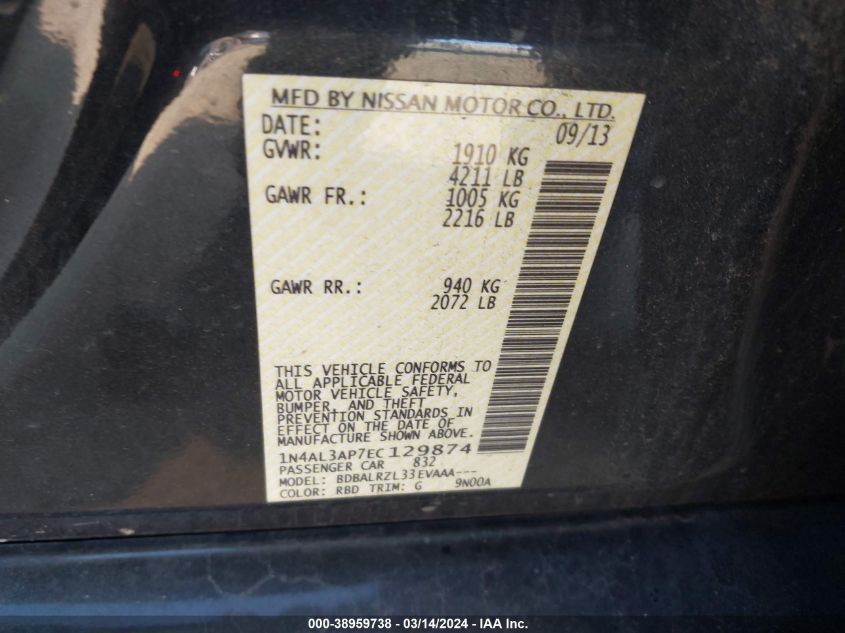 MFD BY NISSAN MOTOR CO., LTD.
DATE: 09/13
GVWR: 1910 KG
4211 LB
GAWR FR.: 1005 KG
2216 LB
GAWR RR.: 940 KG
2072 LB
THIS VEHICLE CONFORMS TO
ALL APPLICABLE FEDERAL
MOTOR VEHICLE SAFETY,
BUMPER, AND THEFT
PREVENTION STANDARDS IN
EFFECT ON THE DATE OF
MANUFACTURE SHOWN ABOVE.
1N4AL3AP7EC129874
PASSENGER CAR 832
MODEL: BDBALRZL33EVAAA---
COLOR: RBD TRIM: G 9N00A
000-38959738 - 03/14/2024 - IAA Inc.